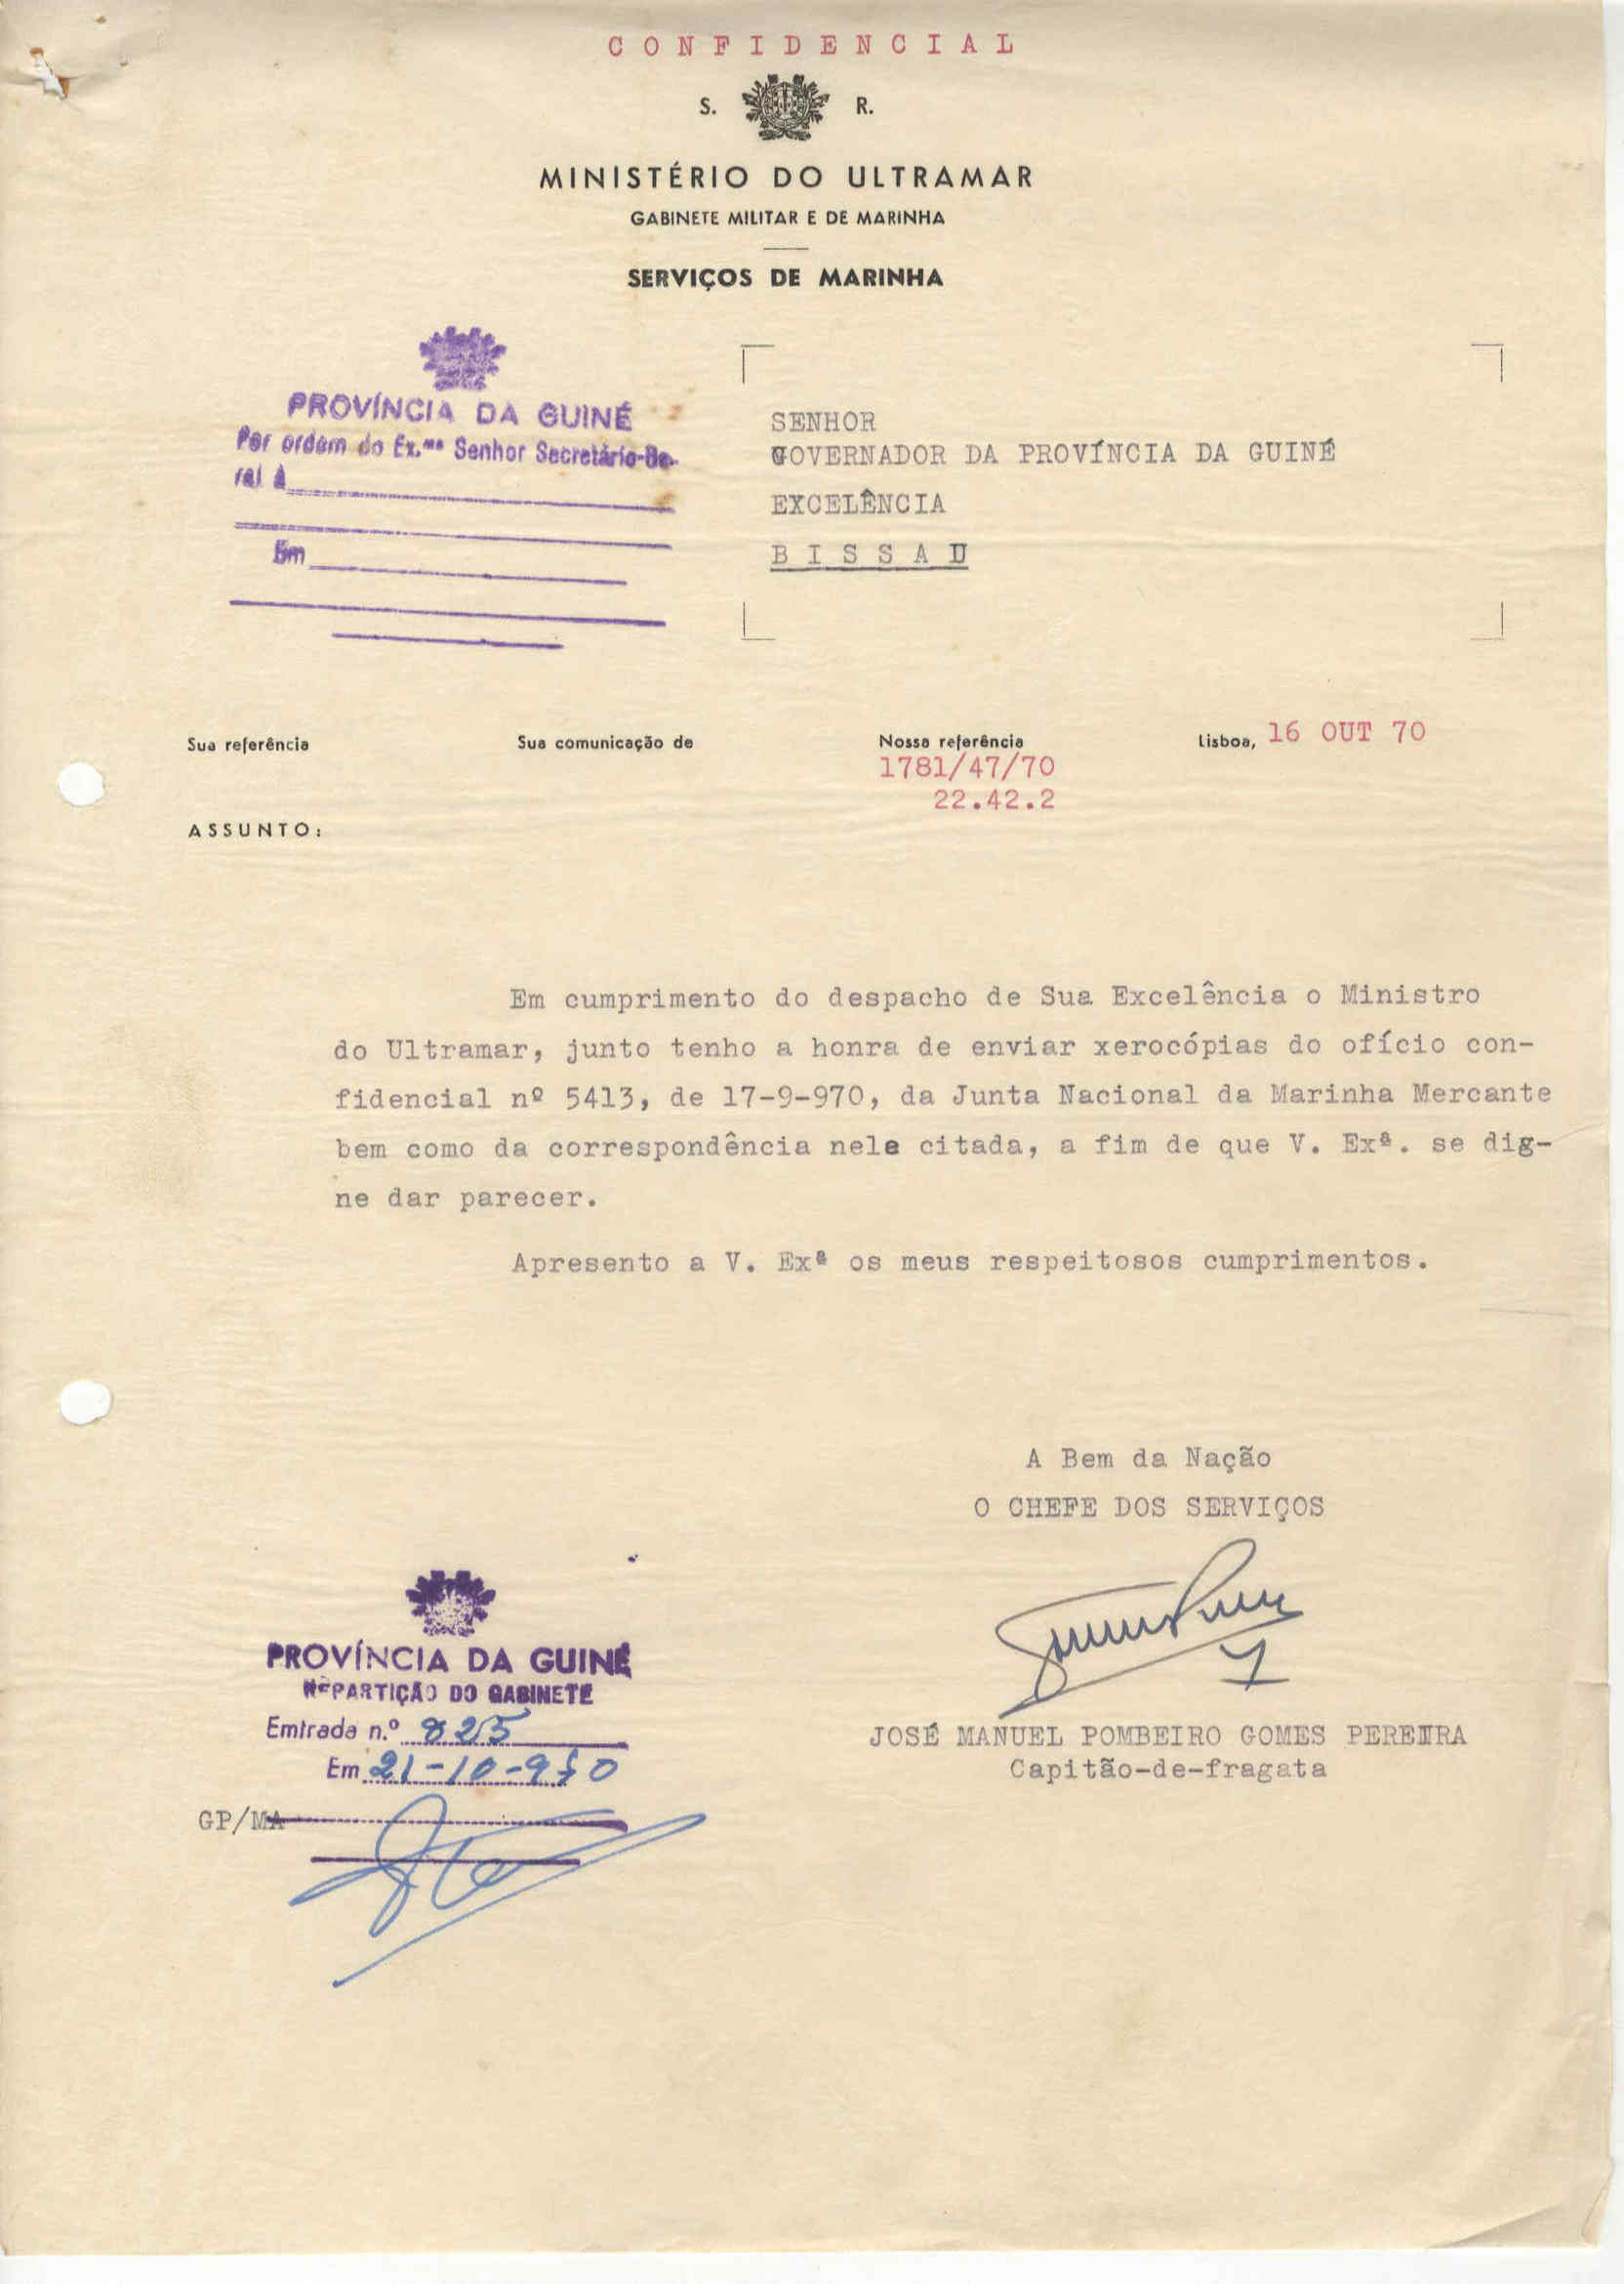 CONFIDENCIAL
S. R.
MINISTÉRIO DO ULTRAMAR
GABINETE MILITAR E DE MARINHA
SERVIÇOS DE MARINHA
PROVÍNCIA DA GUINÉ
Por ordem do Ex.mo Senhor Secretário-Ge-
ral à
Em
SENHOR
GOVERNADOR DA PROVÍNCIA DA GUINÉ
EXCELÊNCIA
BISSAU
Sua referência Sua comunicação de Nossa referência Lisboa, 16 OUT 70
1781/47/70
22.42.2
ASSUNTO:
Em cumprimento do despacho de Sua Excelência o Ministro
do Ultramar, junto tenho a honra de enviar xerocópias do ofício con-
fidencial nº 5413, de 17-9-970, da Junta Nacional da Marinha Mercante
bem como da correspondência nele citada, a fim de que V. Exª. se dig-
ne dar parecer.
Apresento a V. Exª os meus respeitosos cumprimentos.
A Bem da Nação
O CHEFE DOS SERVIÇOS
JOSÉ MANUEL POMBEIRO GOMES PEREIRA
Capitão-de-fragata
PROVÍNCIA DA GUINÉ
REPARTIÇÃO DO GABINETE
Entrada n.º 825
Em 21-10-970
GP/MA